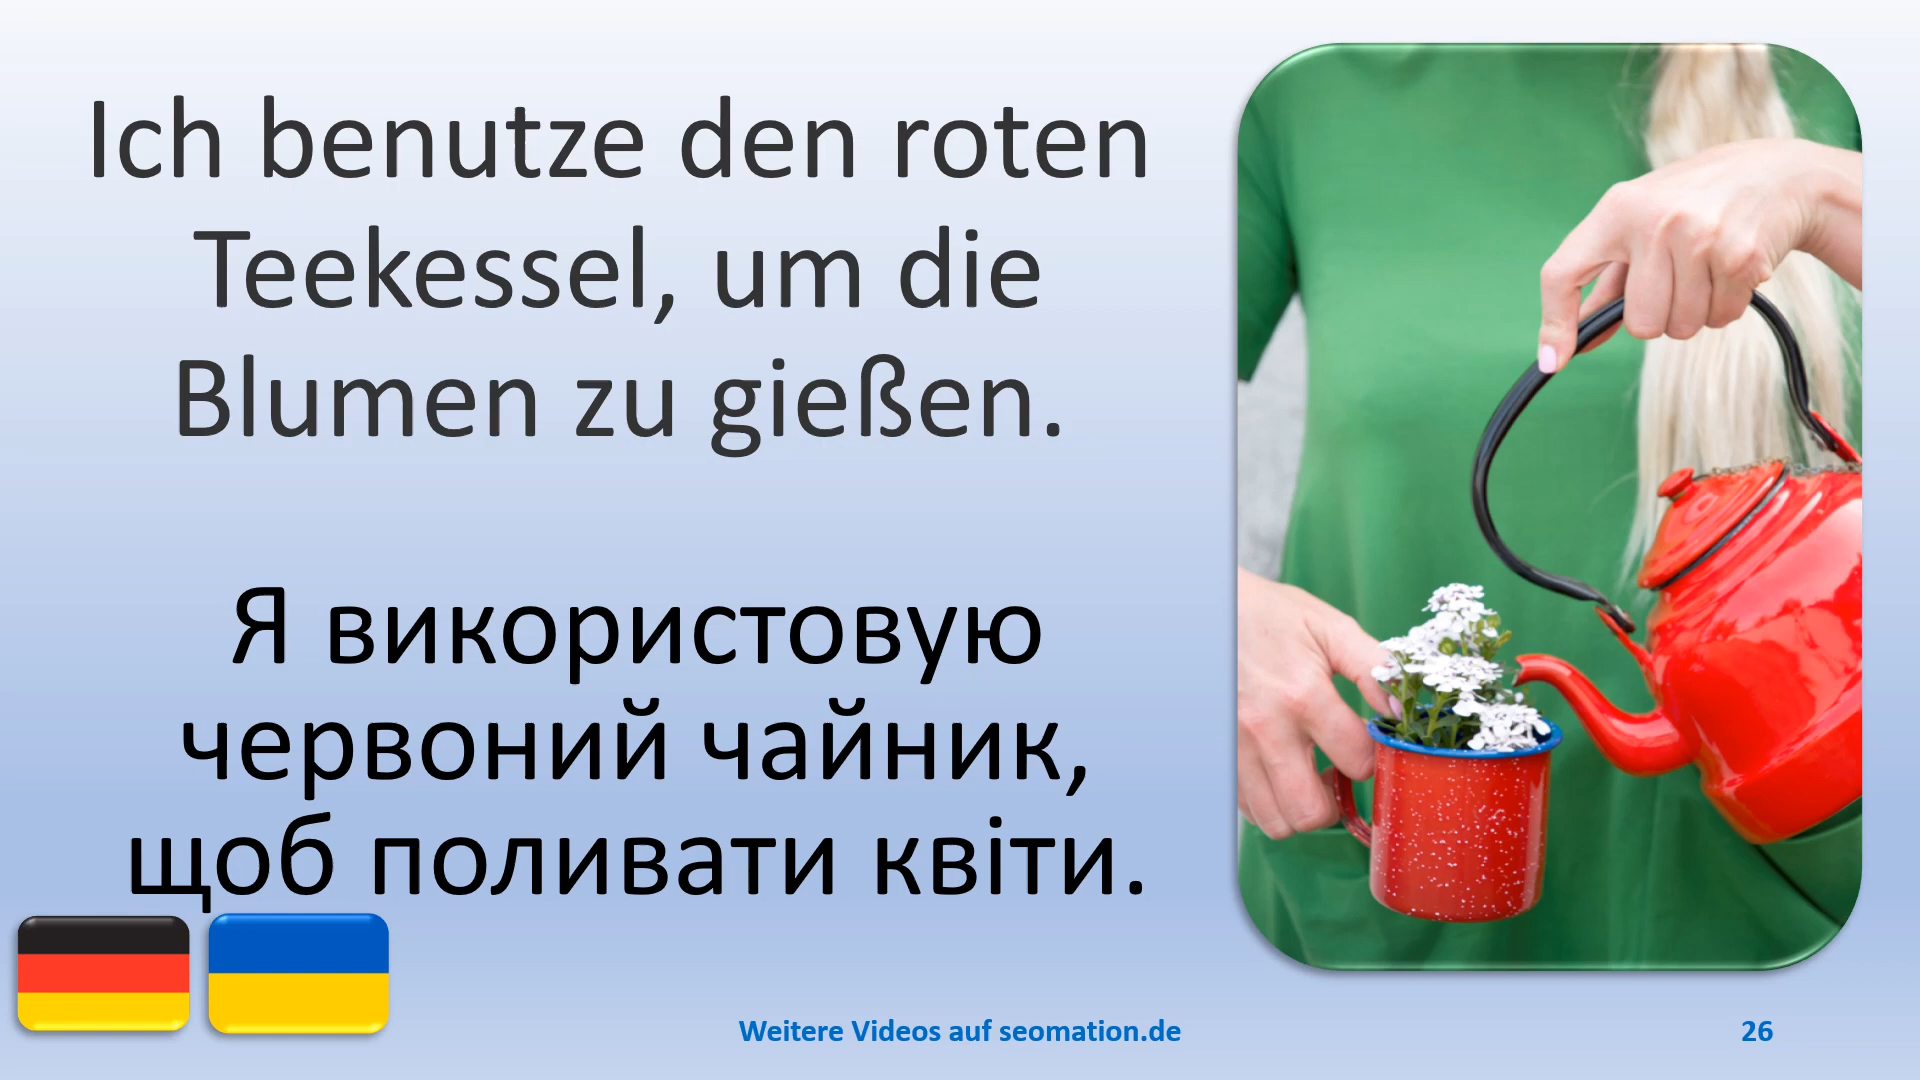 Ich benutze den roten
Teekessel, um die
Blumen zu gießen.
Я використовую
червоний чайник,
щоб поливати квіти.
Weitere Videos auf seomation.de
26